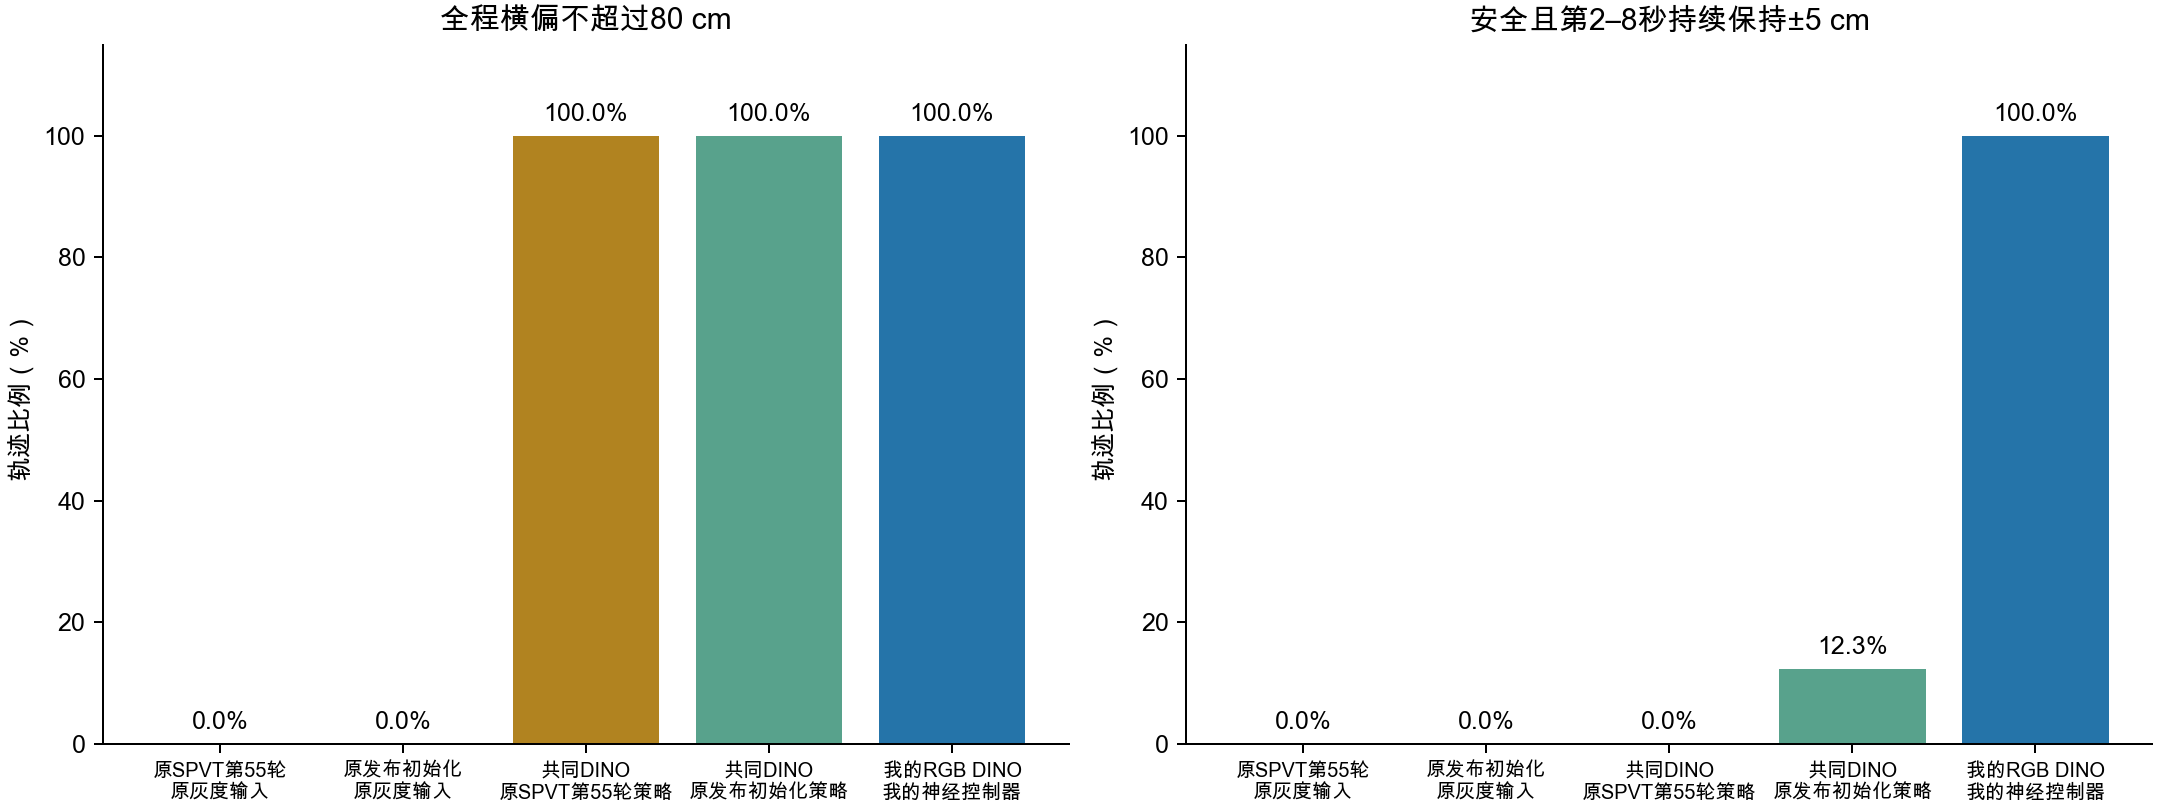 全程横偏不超过80 cm
轨迹比例（%）
100
80
60
40
20
0
0.0%
0.0%
100.0%
100.0%
100.0%
原SPVT第55轮
原灰度输入
原发布初始化
原灰度输入
共同DINO
原SPVT第55轮策略
共同DINO
原发布初始化策略
我的RGB DINO
我的神经控制器
安全且第2–8秒持续保持±5 cm
轨迹比例（%）
100
80
60
40
20
0
0.0%
0.0%
0.0%
12.3%
100.0%
原SPVT第55轮
原灰度输入
原发布初始化
原灰度输入
共同DINO
原SPVT第55轮策略
共同DINO
原发布初始化策略
我的RGB DINO
我的神经控制器